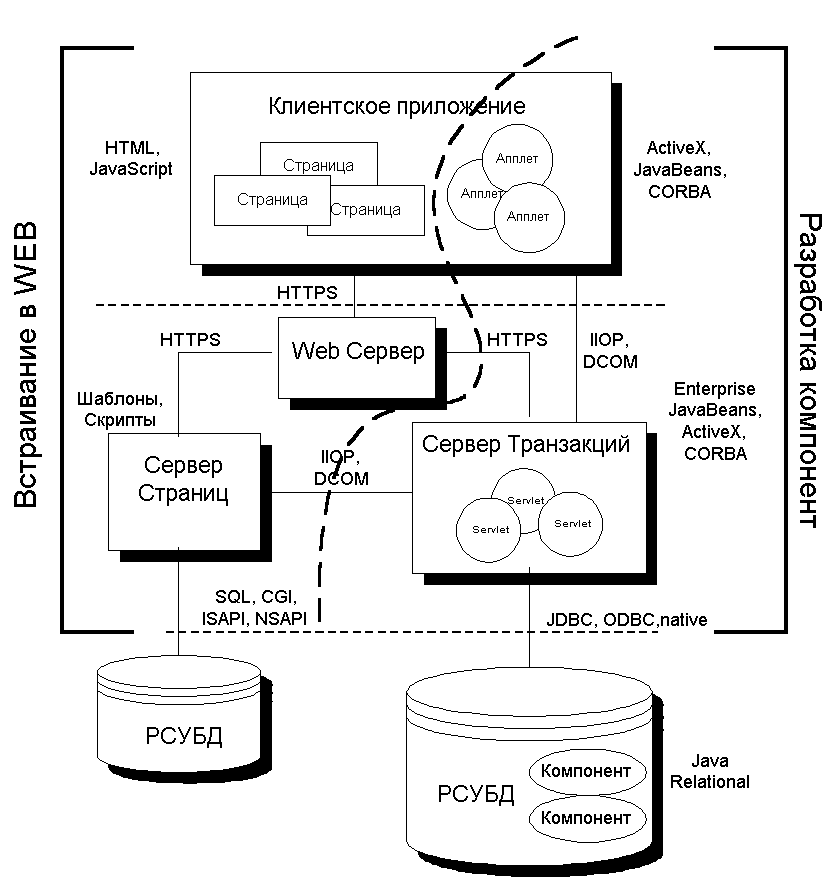 Клиентское приложение
HTML,
JavaScript
Страница
Страница
Страница
Апплет
Апплет
Апплет
ActiveX,
JavaBeans,
CORBA
Встраивание в WEB
Разработка компонент
HTTPS
HTTPS
Web Сервер
HTTPS
IIOP,
DCOM
Шаблоны,
Скрипты
Enterprise
JavaBeans,
ActiveX,
CORBA
Сервер
Страниц
IIOP,
DCOM
Сервер Транзакций
Servlet
Servlet
Servlet
SQL, CGI,
ISAPI, NSAPI
JDBC, ODBC,native
РСУБД
РСУБД
Компонент
Компонент
Java
Relational